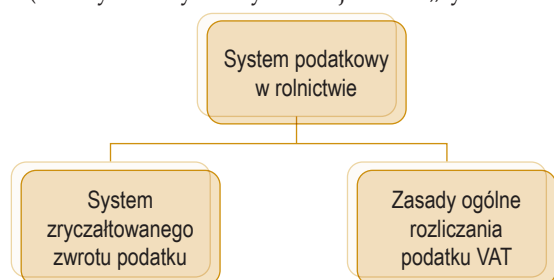 System podatkowy
w rolnictwie
System
zryczałtowanego
zwrotu podatku
Zasady ogólne
rozliczania
podatku VAT